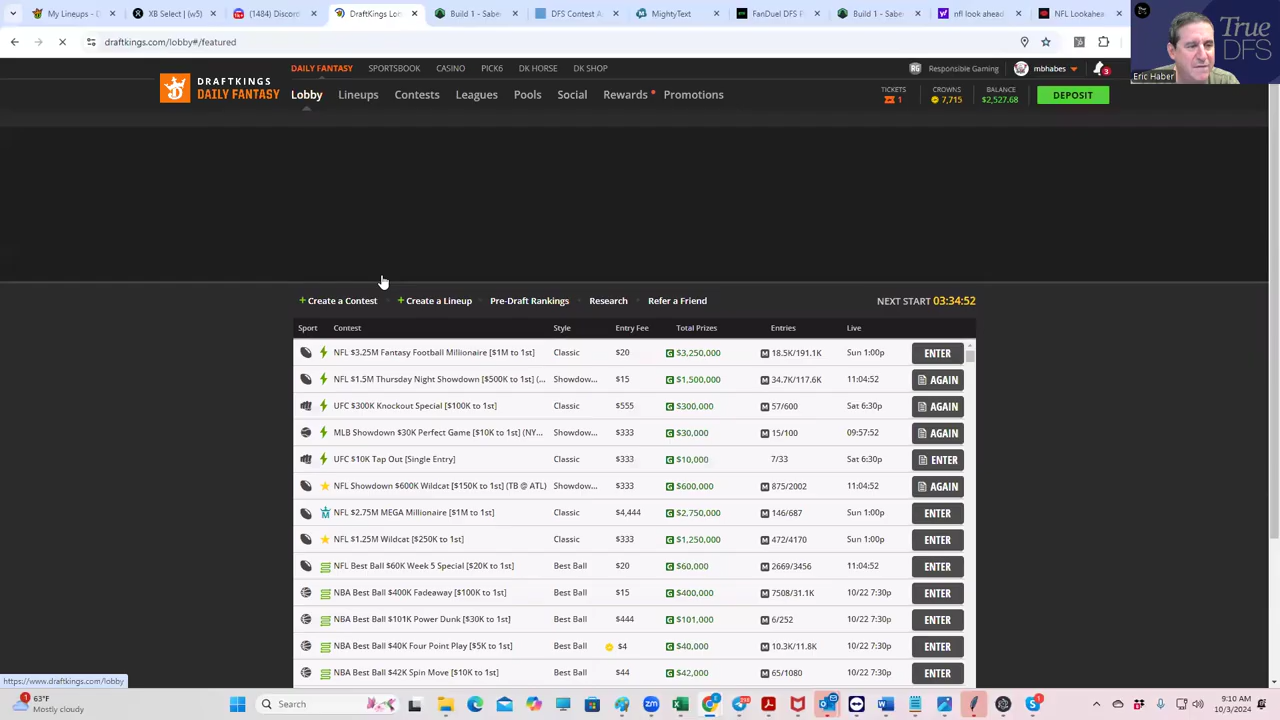 My Lineups - D
XB Select | (w5)
(1484) Discord
DraftKings Lo
Build 1 - Saber
DFS Contest A
MightyText
FanDuel DFS P
Build 1 - Saber
nfl look ahead
NFL Lookahea
draftkings.com/lobby#/featured
True
DFS
Eric Haber
DAILY FANTASY SPORTSBOOK CASINO PICK6 DK HORSE DK SHOP
RG Responsible Gaming mbhabes 3
DRAFTKINGS
DAILY FANTASY
Lobby Lineups Contests Leagues Pools Social Rewards Promotions
TICKETS CROWNS BALANCE
1 7,715 $2,527.68
DEPOSIT
+ Create a Contest + Create a Lineup Pre-Draft Rankings Research Refer a Friend NEXT START 03:34:52
Sport Contest Style Entry Fee Total Prizes Entries Live
NFL $3.25M Fantasy Football Millionaire [$1M to 1st] Classic $20 G $3,250,000 M 18.5K/191.1K Sun 1:00p ENTER
NFL $1.5M Thursday Night Showdown [$500K to 1st] (... Showdow... $15 G $1,500,000 M 34.7K/117.6K 11:04:52 AGAIN
UFC $300K Knockout Special [$100K to 1st] Classic $555 G $300,000 M 57/600 Sat 6:30p AGAIN
MLB Showdown $30K Perfect Game [$10K to 1st] (NY... Showdow... $333 G $30,000 M 15/100 09:57:52 AGAIN
UFC $10K Tap Out [Single Entry] Classic $333 G $10,000 7/33 Sat 6:30p ENTER
NFL Showdown $600K Wildcat [$150K to 1st] (TB @ ATL) Showdow... $333 G $600,000 M 875/2002 11:04:52 AGAIN
M NFL $2.75M MEGA Millionaire [$1M to 1st] Classic $4,444 G $2,750,000 M 146/687 Sun 1:00p ENTER
NFL $1.25M Wildcat [$250K to 1st] Classic $333 G $1,250,000 M 472/4170 Sun 1:00p ENTER
NFL Best Ball $60K Week 5 Special [$20K to 1st] Best Ball $20 G $60,000 M 2669/3456 11:04:52 ENTER
NBA Best Ball $400K Fadeaway [$100K to 1st] Best Ball $15 G $400,000 M 7508/31.1K 10/22 7:30p ENTER
NBA Best Ball $101K Power Dunk [$30K to 1st] Best Ball $444 G $101,000 M 6/252 10/22 7:30p ENTER
NBA Best Ball $40K Four Point Play [$5K to 1st] Best Ball $4 G $40,000 M 10.3K/11.8K 10/22 7:30p ENTER
NBA Best Ball $42K Spin Move [$10K to 1st] Best Ball $44 G $42,000 M 65/1080 10/22 7:30p ENTER
https://www.draftkings.com/lobby
1 63°F
Mostly cloudy
Search
zm
9:10 AM
10/3/2024